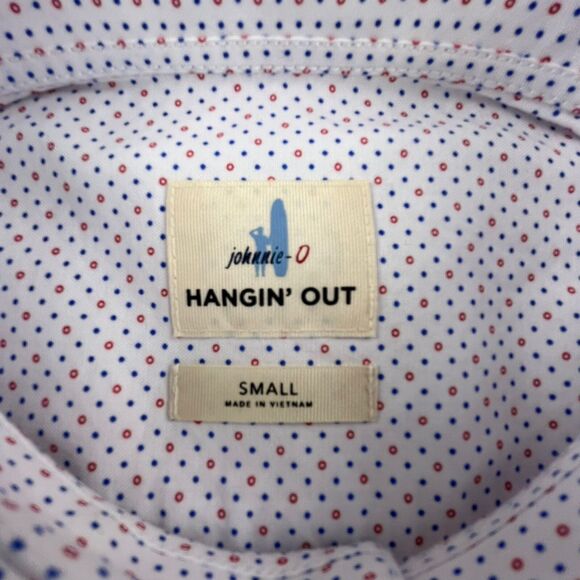 johnnie-O
HANGIN' OUT
SMALL
MADE IN VIETNAM